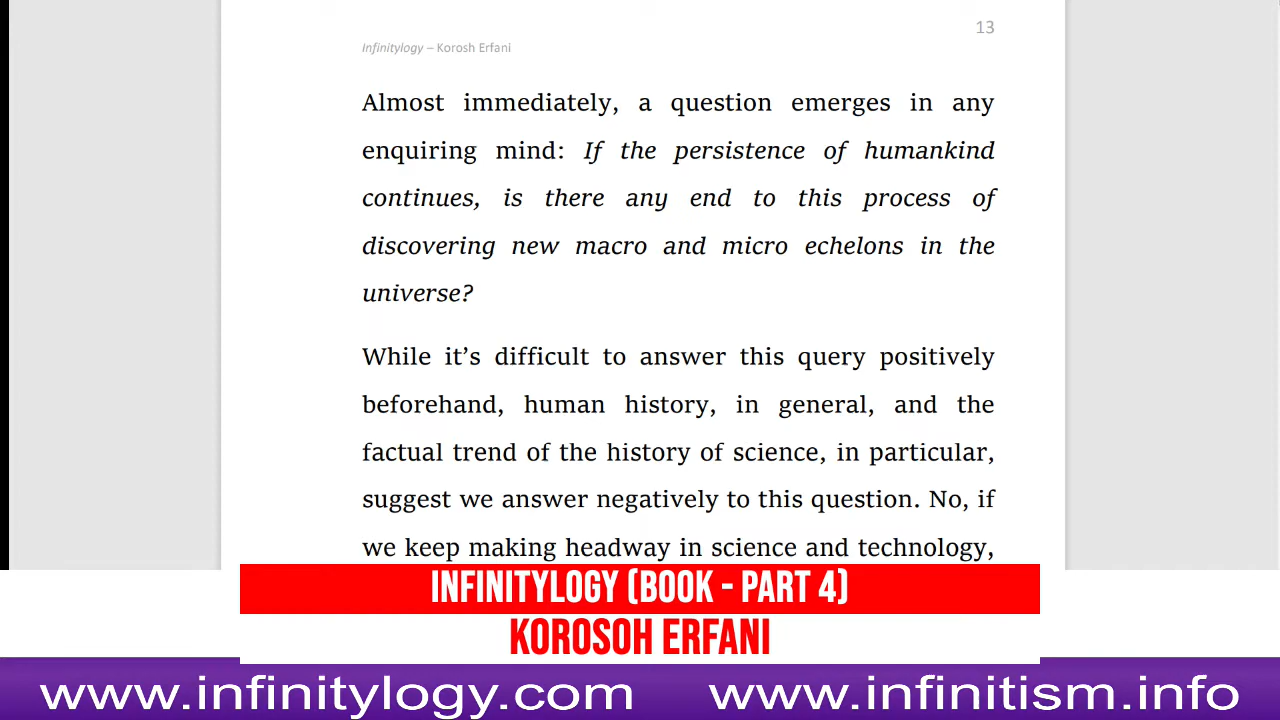 13
Infinitylogy – Korosh Erfani
Almost immediately, a question emerges in any
enquiring mind: If the persistence of humankind
continues, is there any end to this process of
discovering new macro and micro echelons in the
universe?
While it’s difficult to answer this query positively
beforehand, human history, in general, and the
factual trend of the history of science, in particular,
suggest we answer negatively to this question. No, if
we keep making headway in science and technology,
INFINITYLOGY (BOOK - PART 4)
KOROSOH ERFANI
www.infinitylogy.com www.infinitism.info